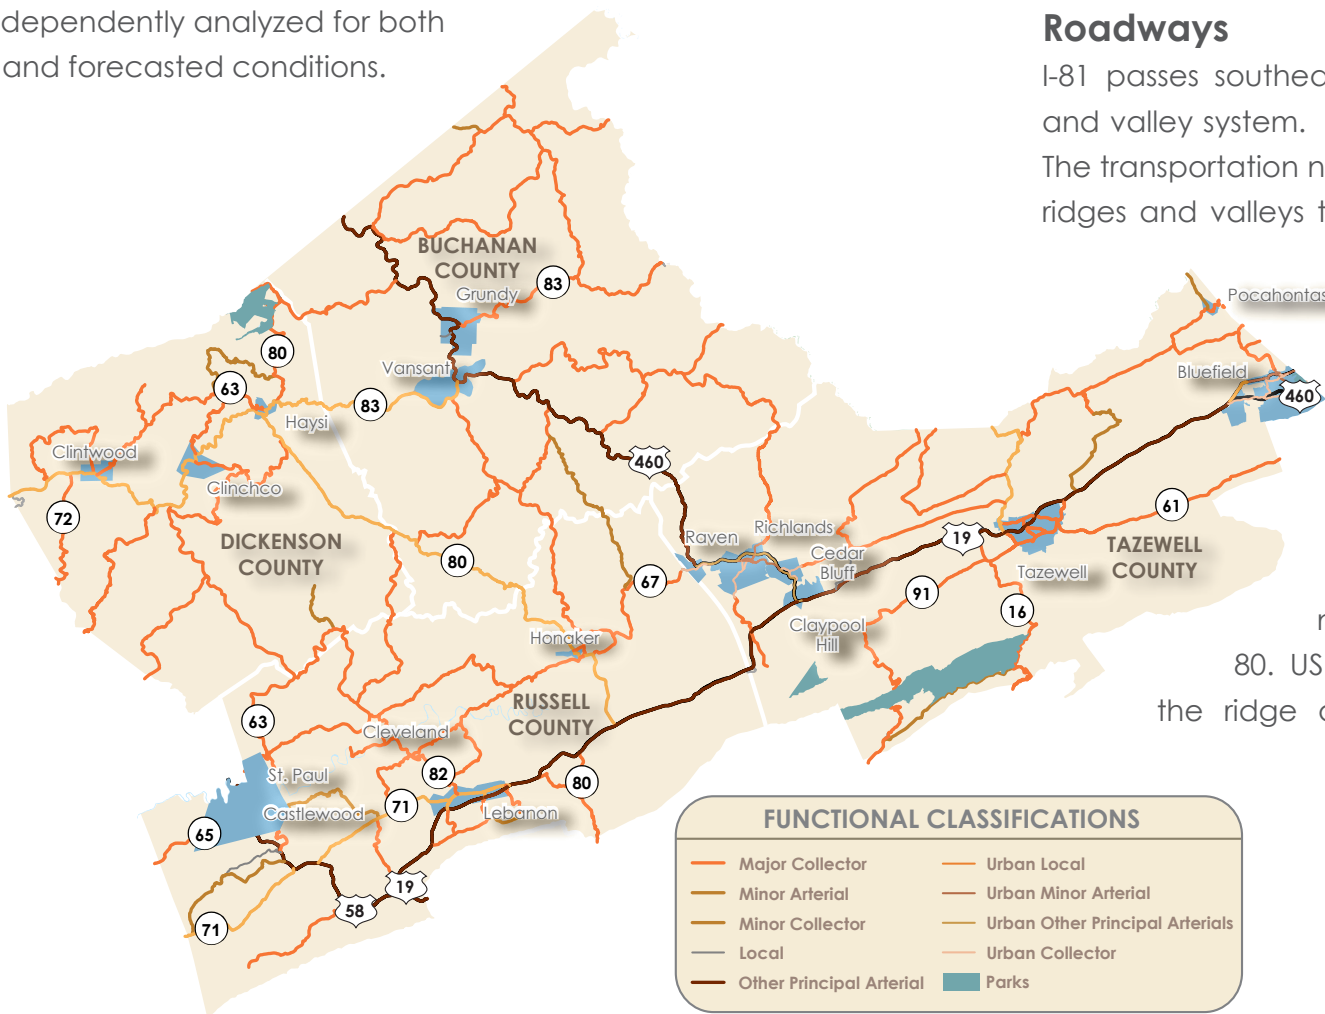 dependently analyzed for both
and forecasted conditions.
Roadways
I-81 passes southea
and valley system.
The transportation n
ridges and valleys t
BUCHANAN
COUNTY
Grundy
83
Pocahontas
80
Vansant
Bluefield
460
63
83
Haysi
Clintwood
460
Clinchco
72
61
DICKENSON
COUNTY
Raven
Richlands
19
Cedar
Bluff
TAZEWELL
COUNTY
80
67
Tazewell
91
16
Claypool
Hill
Honaker
80. US
the ridge
RUSSELL
COUNTY
63
Cleveland
St. Paul
82
80
71
Castlewood
Lebanon
65
19
58
71
FUNCTIONAL CLASSIFICATIONS
Major Collector
Minor Arterial
Minor Collector
Local
Other Principal Arterial
Urban Local
Urban Minor Arterial
Urban Other Principal Arterials
Urban Collector
Parks